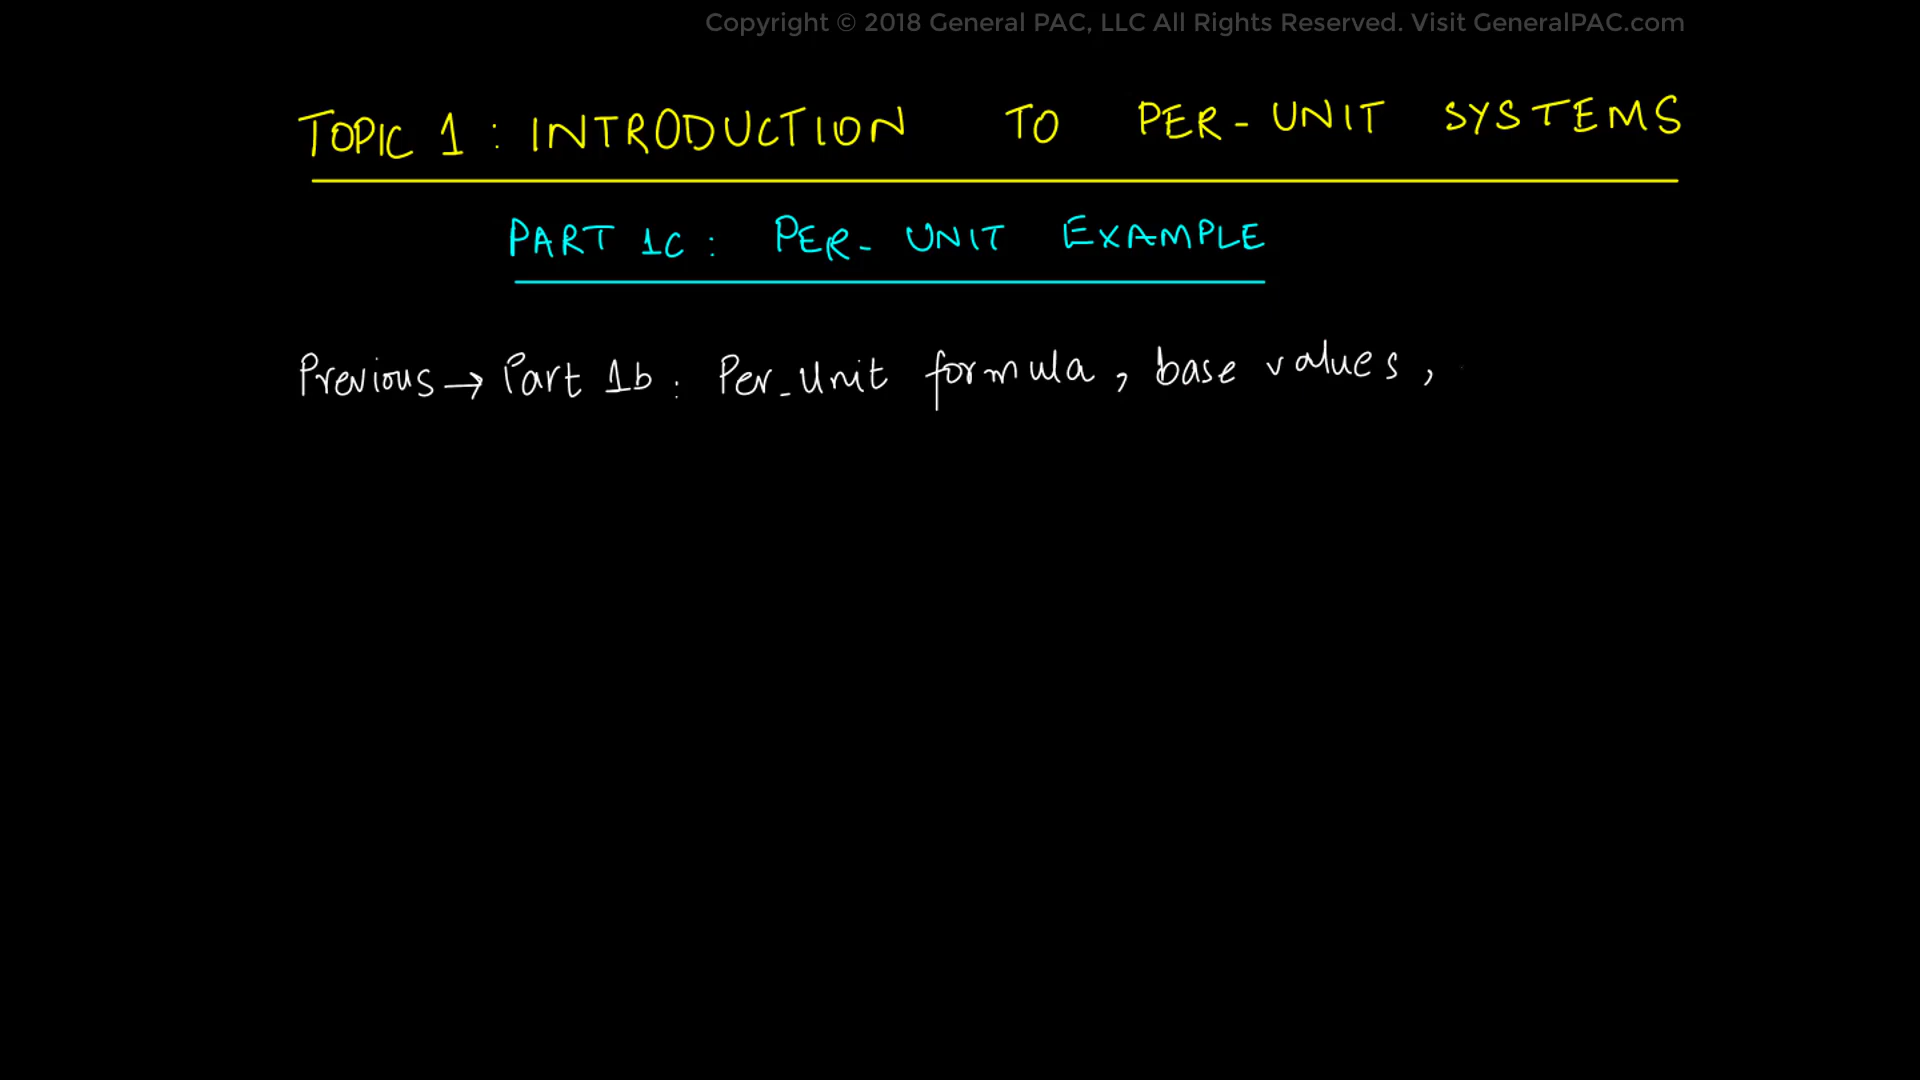 Copyright © 2018 General PAC, LLC All Rights Reserved. Visit GeneralPAC.com
TOPIC 1 : INTRODUCTION TO PER-UNIT SYSTEMS
PART 1C : PER-UNIT EXAMPLE
Previous → Part 1b : Per-Unit formula, base values,